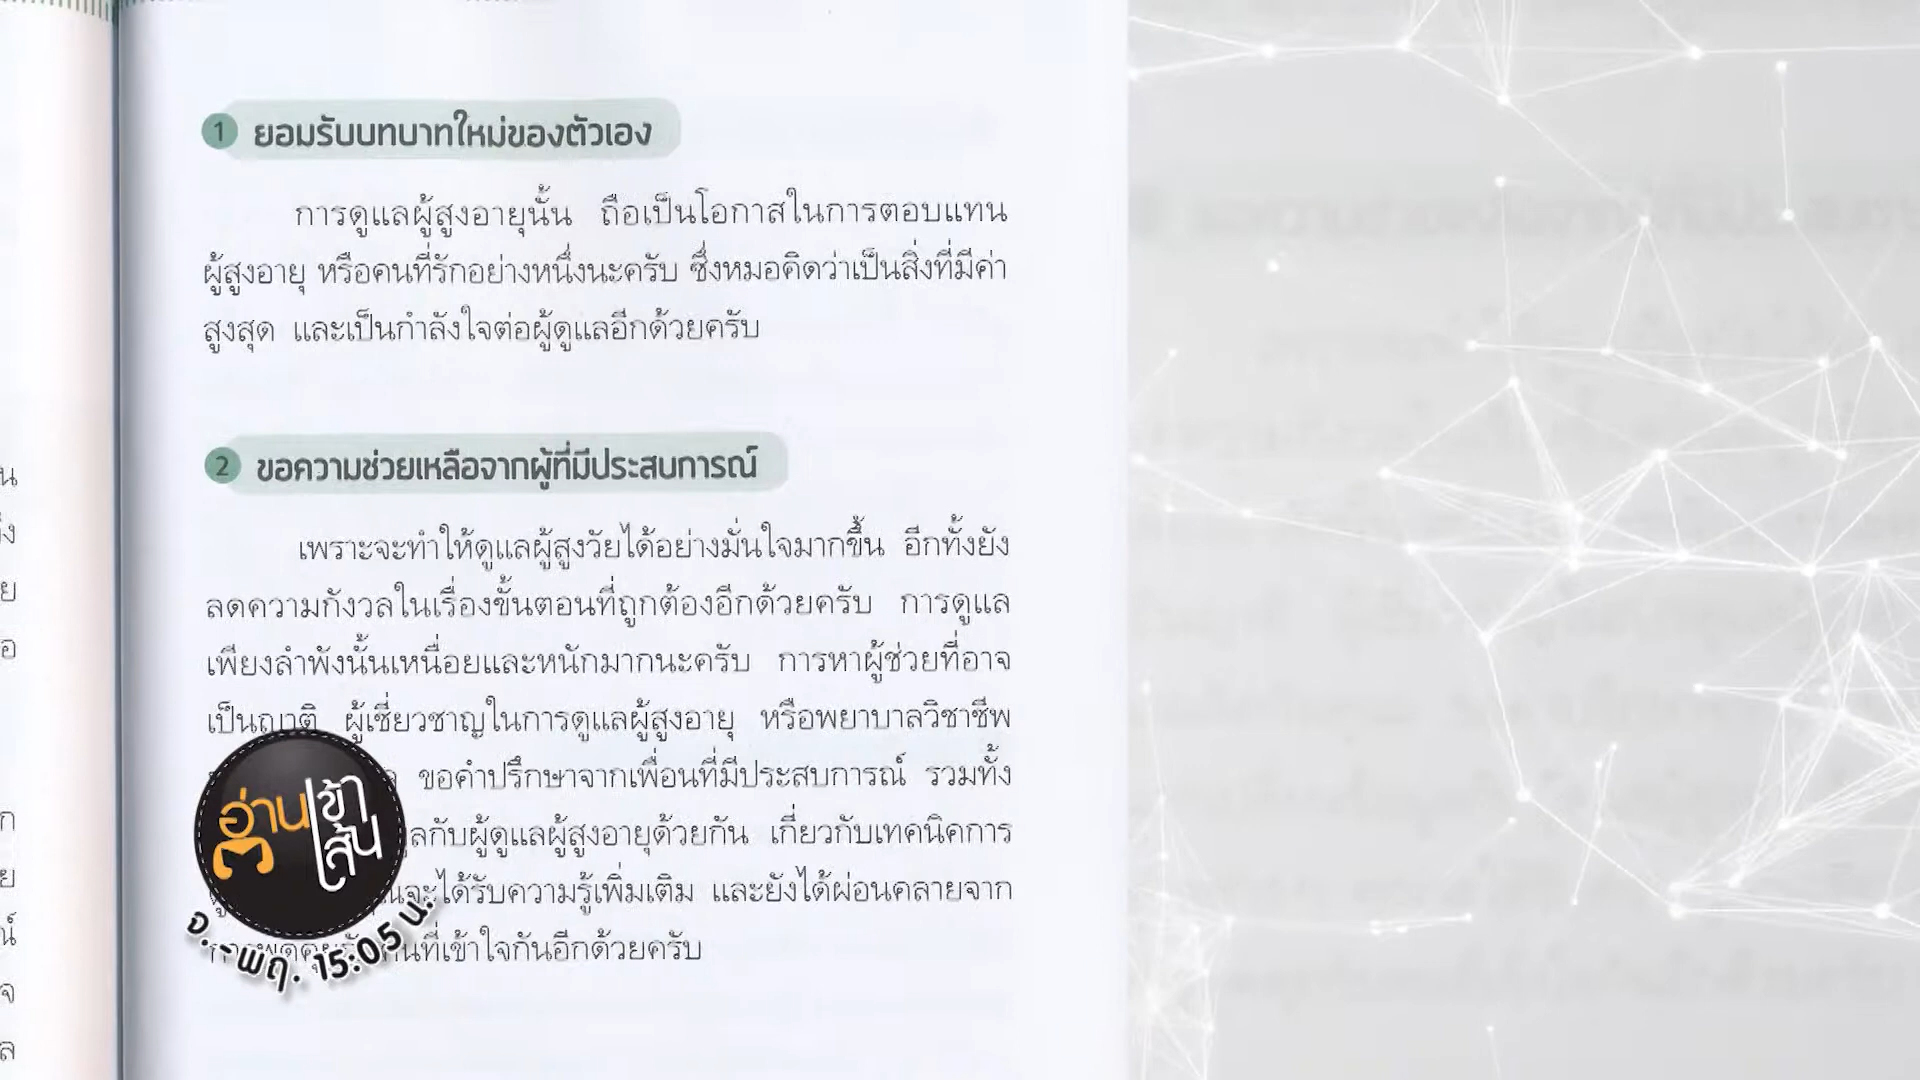 1 ยอมรับบทบาทใหม่ของตัวเอง
การดูแลผู้สูงอายุนั้น ถือเป็นโอกาสในการตอบแทน
ผู้สูงอายุ หรือคนที่รักอย่างหนึ่งนะครับ ซึ่งหมอคิดว่าเป็นสิ่งที่มีค่า
สูงสุด และเป็นกำลังใจต่อผู้ดูแลอีกด้วยครับ
2 ขอความช่วยเหลือจากผู้ที่มีประสบการณ์
เพราะจะทำให้ดูแลผู้สูงวัยได้อย่างมั่นใจมากขึ้น อีกทั้งยัง
ลดความกังวลในเรื่องขั้นตอนที่ถูกต้องอีกด้วยครับ การดูแล
เพียงลำพังนั้นเหนื่อยและหนักมากนะครับ การหาผู้ช่วยที่อาจ
เป็นญาติ ผู้เชี่ยวชาญในการดูแลผู้สูงอายุ หรือพยาบาลวิชาชีพ
ขอคำปรึกษาจากเพื่อนที่มีประสบการณ์ รวมทั้ง
ลกับผู้ดูแลผู้สูงอายุด้วยกัน เกี่ยวกับเทคนิคการ
จะได้รับความรู้เพิ่มเติม และยังได้ผ่อนคลายจาก
คนที่เข้าใจกันอีกด้วยครับ
อ่านเข้าเส้น
จ.-พฤ. 15:05 น.